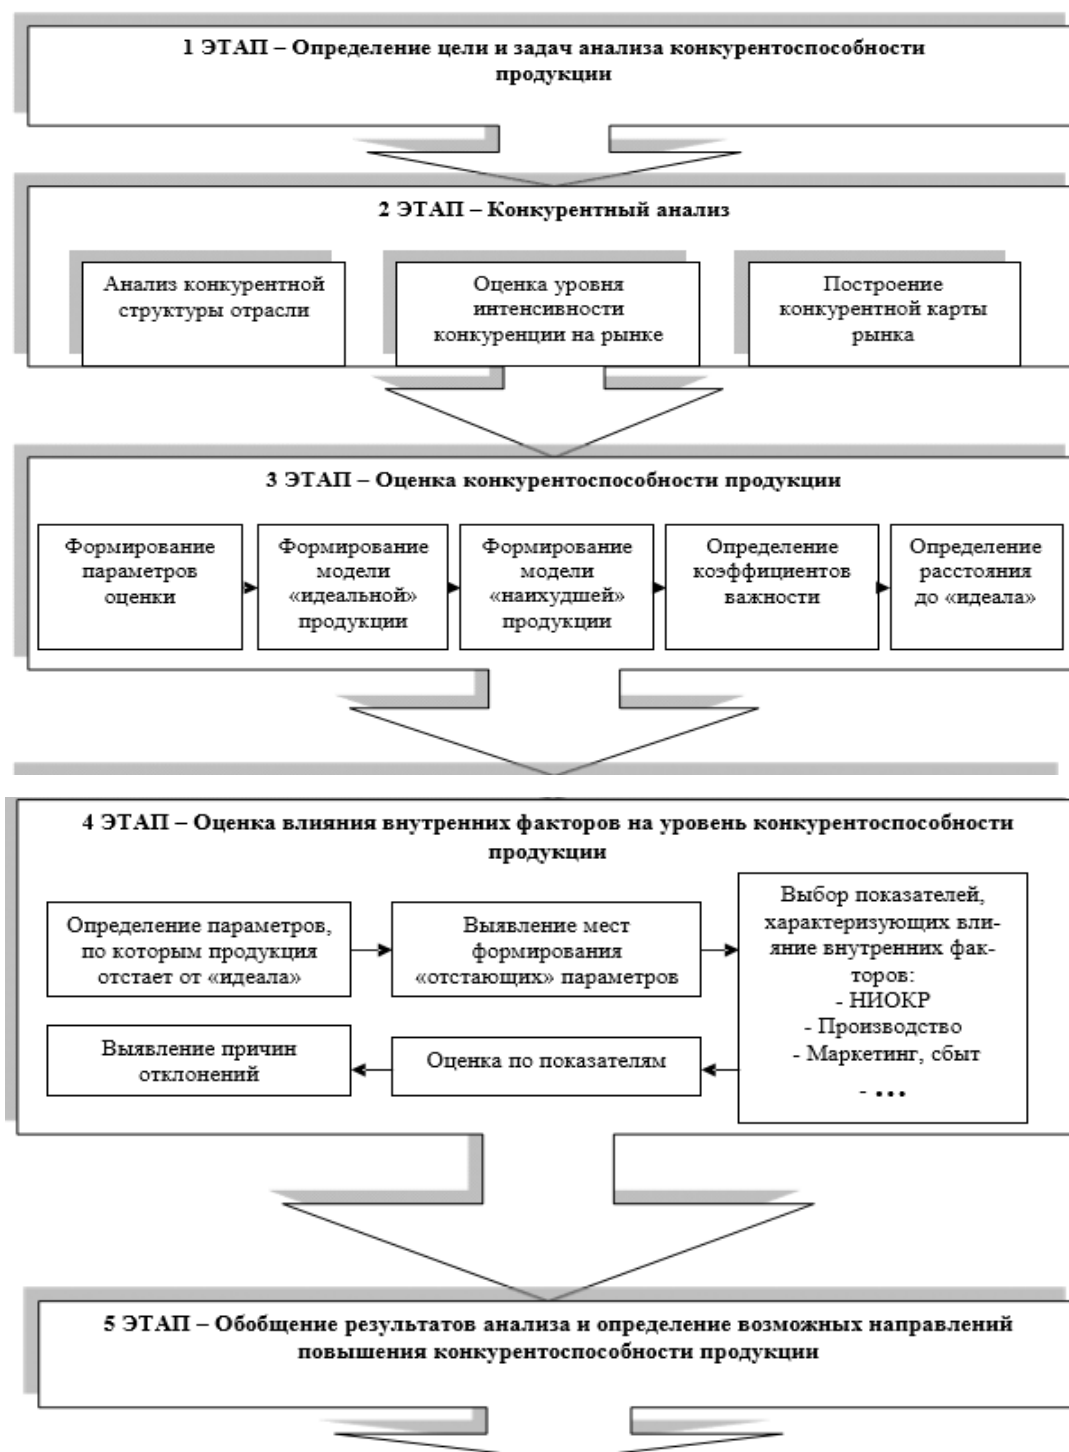 1 ЭТАП – Определение цели и задач анализа конкурентоспособности
продукции
2 ЭТАП – Конкурентный анализ
Анализ конкурентной
структуры отрасли
Оценка уровня
интенсивности
конкуренции на рынке
Построение
конкурентной карты
рынка
3 ЭТАП – Оценка конкурентоспособности продукции
Формирование
параметров
оценки
Формирование
модели
«идеальной»
продукции
Формирование
модели
«наихудшей»
продукции
Определение
коэффициентов
важности
Определение
расстояния
до «идеала»
4 ЭТАП – Оценка влияния внутренних факторов на уровень конкурентоспособности
продукции
Определение параметров,
по которым продукция
отстает от «идеала»
Выявление мест
формирования
«отстающих» параметров
Выбор показателей,
характеризующих вли-
яние внутренних фак-
торов:
- НИОКР
- Производство
- Маркетинг, сбыт
- ...
Оценка по показателям
Выявление причин
отклонений
5 ЭТАП – Обобщение результатов анализа и определение возможных направлений
повышения конкурентоспособности продукции